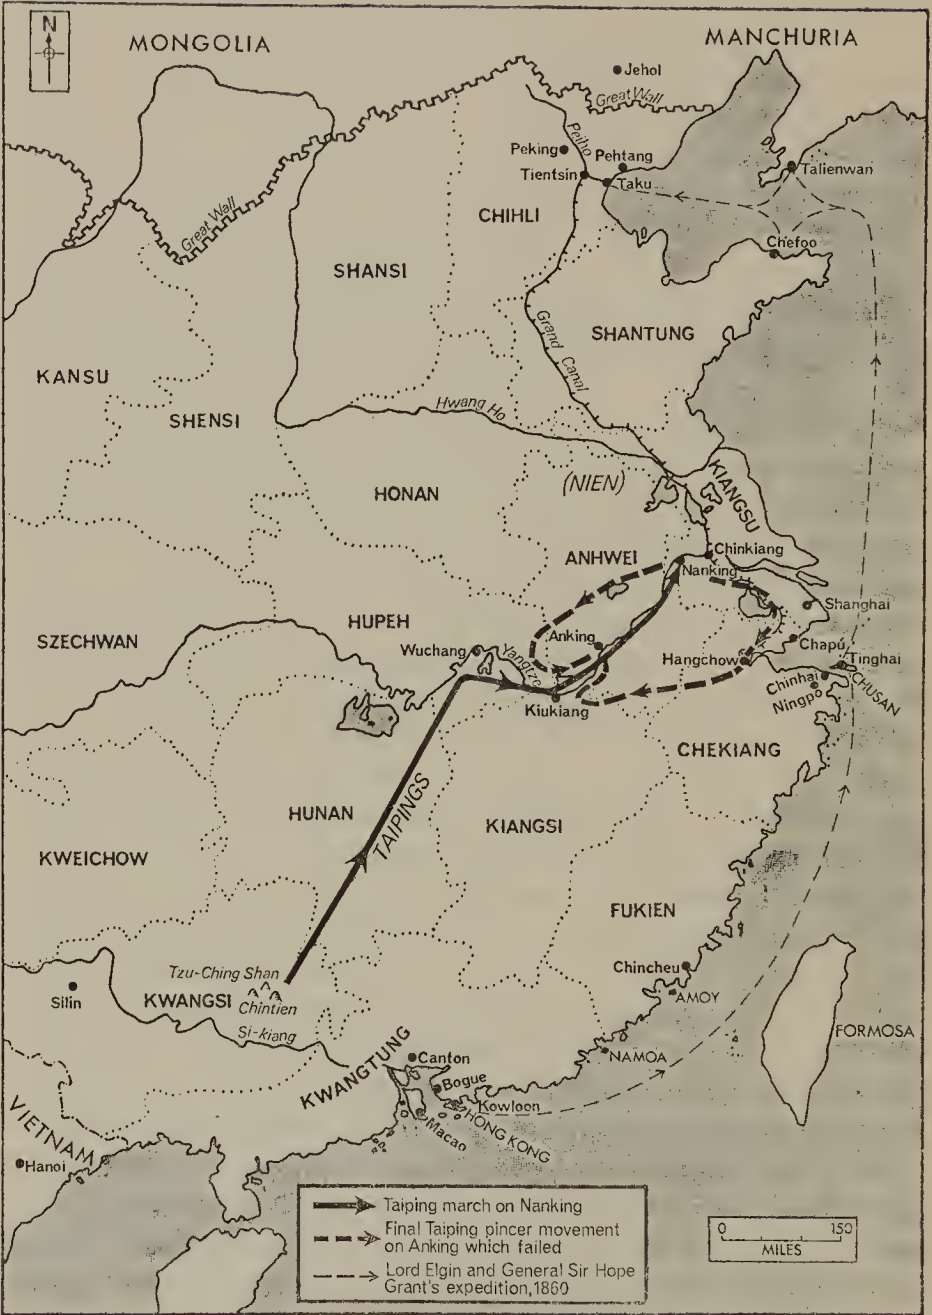 N
MONGOLIA
MANCHURIA
Jehol
Great Wall
Peiho
Peking
Pehtang
Tientsin
Taku
Talienwan
CHIHLI
Great Wall
Chefoo
SHANSI
SHANTUNG
Grand Canal
KANSU
SHENSI
Hwang Ho
(NIEN)
KIANGSU
HONAN
ANHWEI
Chinkiang
Nanking
Shanghai
HUPEH
Anking
SZECHWAN
Wuchang
Yangtze
Chapu
Hangchow
Tinghai
Chinhai
CHUSAN
Ningpo
Kiukiang
CHEKIANG
HUNAN
TAIPINGS
KIANGSI
KWEICHOW
FUKIEN
Chincheu
Tzu-Ching Shan
Silin
KWANGSI
Chintien
AMOY
Si-kiang
FORMOSA
KWANGTUNG
Canton
NAMOA
Bogue
Kowloon
HONG KONG
Macao
VIETNAM
Hanoi
Taiping march on Nanking
Final Taiping pincer movement
on Anking which failed
Lord Elgin and General Sir Hope
Grant's expedition, 1860
0 150
MILES